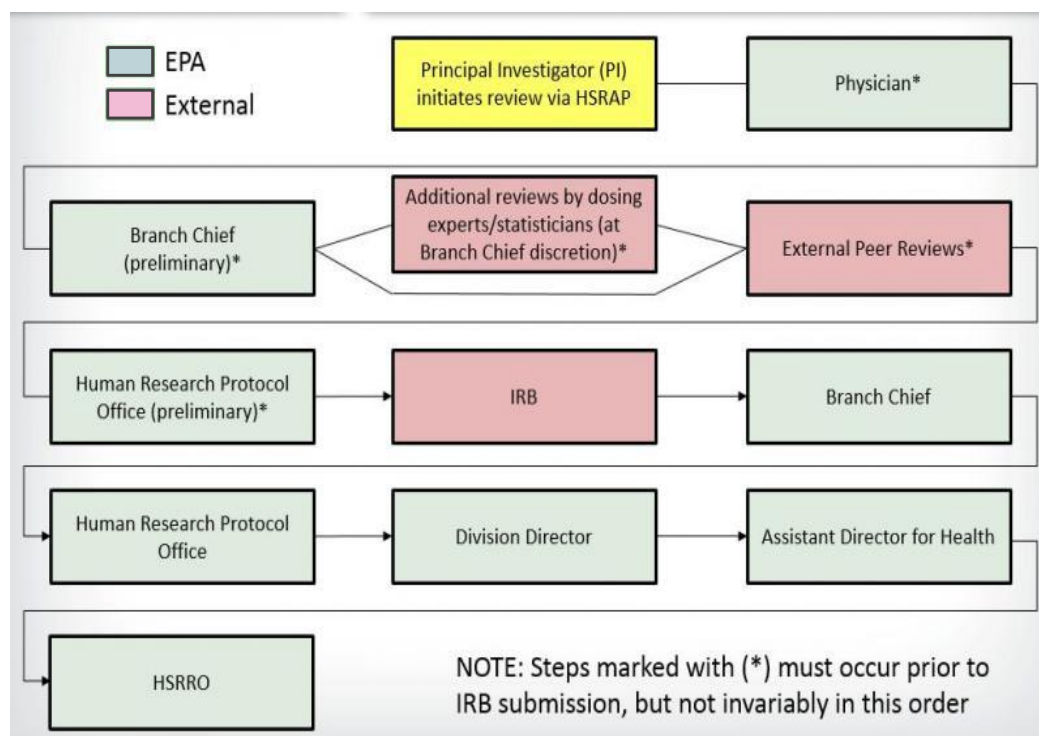 EPA
External
Principal Investigator (PI)
initiates review via HSRAP
Physician*
Branch Chief
(preliminary)*
Additional reviews by dosing
experts/statisticians (at
Branch Chief discretion)*
External Peer Reviews*
Human Research Protocol
Office (preliminary)*
IRB
Branch Chief
Human Research Protocol
Office
Division Director
Assistant Director for Health
HSRRO
NOTE: Steps marked with (*) must occur prior to
IRB submission, but not invariably in this order